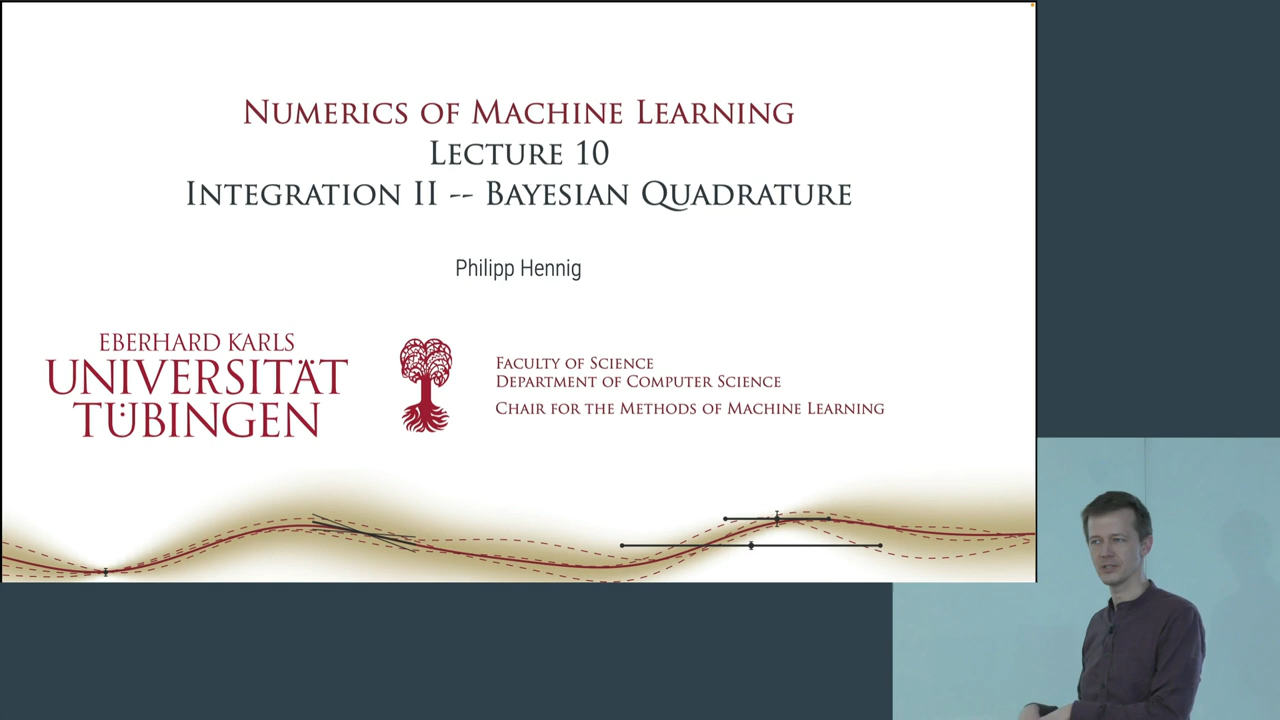 Numerics of Machine Learning
Lecture 10
Integration II -- Bayesian Quadrature
Philipp Hennig
EBERHARD KARLS
UNIVERSITÄT
TÜBINGEN
Faculty of Science
Department of Computer Science
Chair for the Methods of Machine Learning